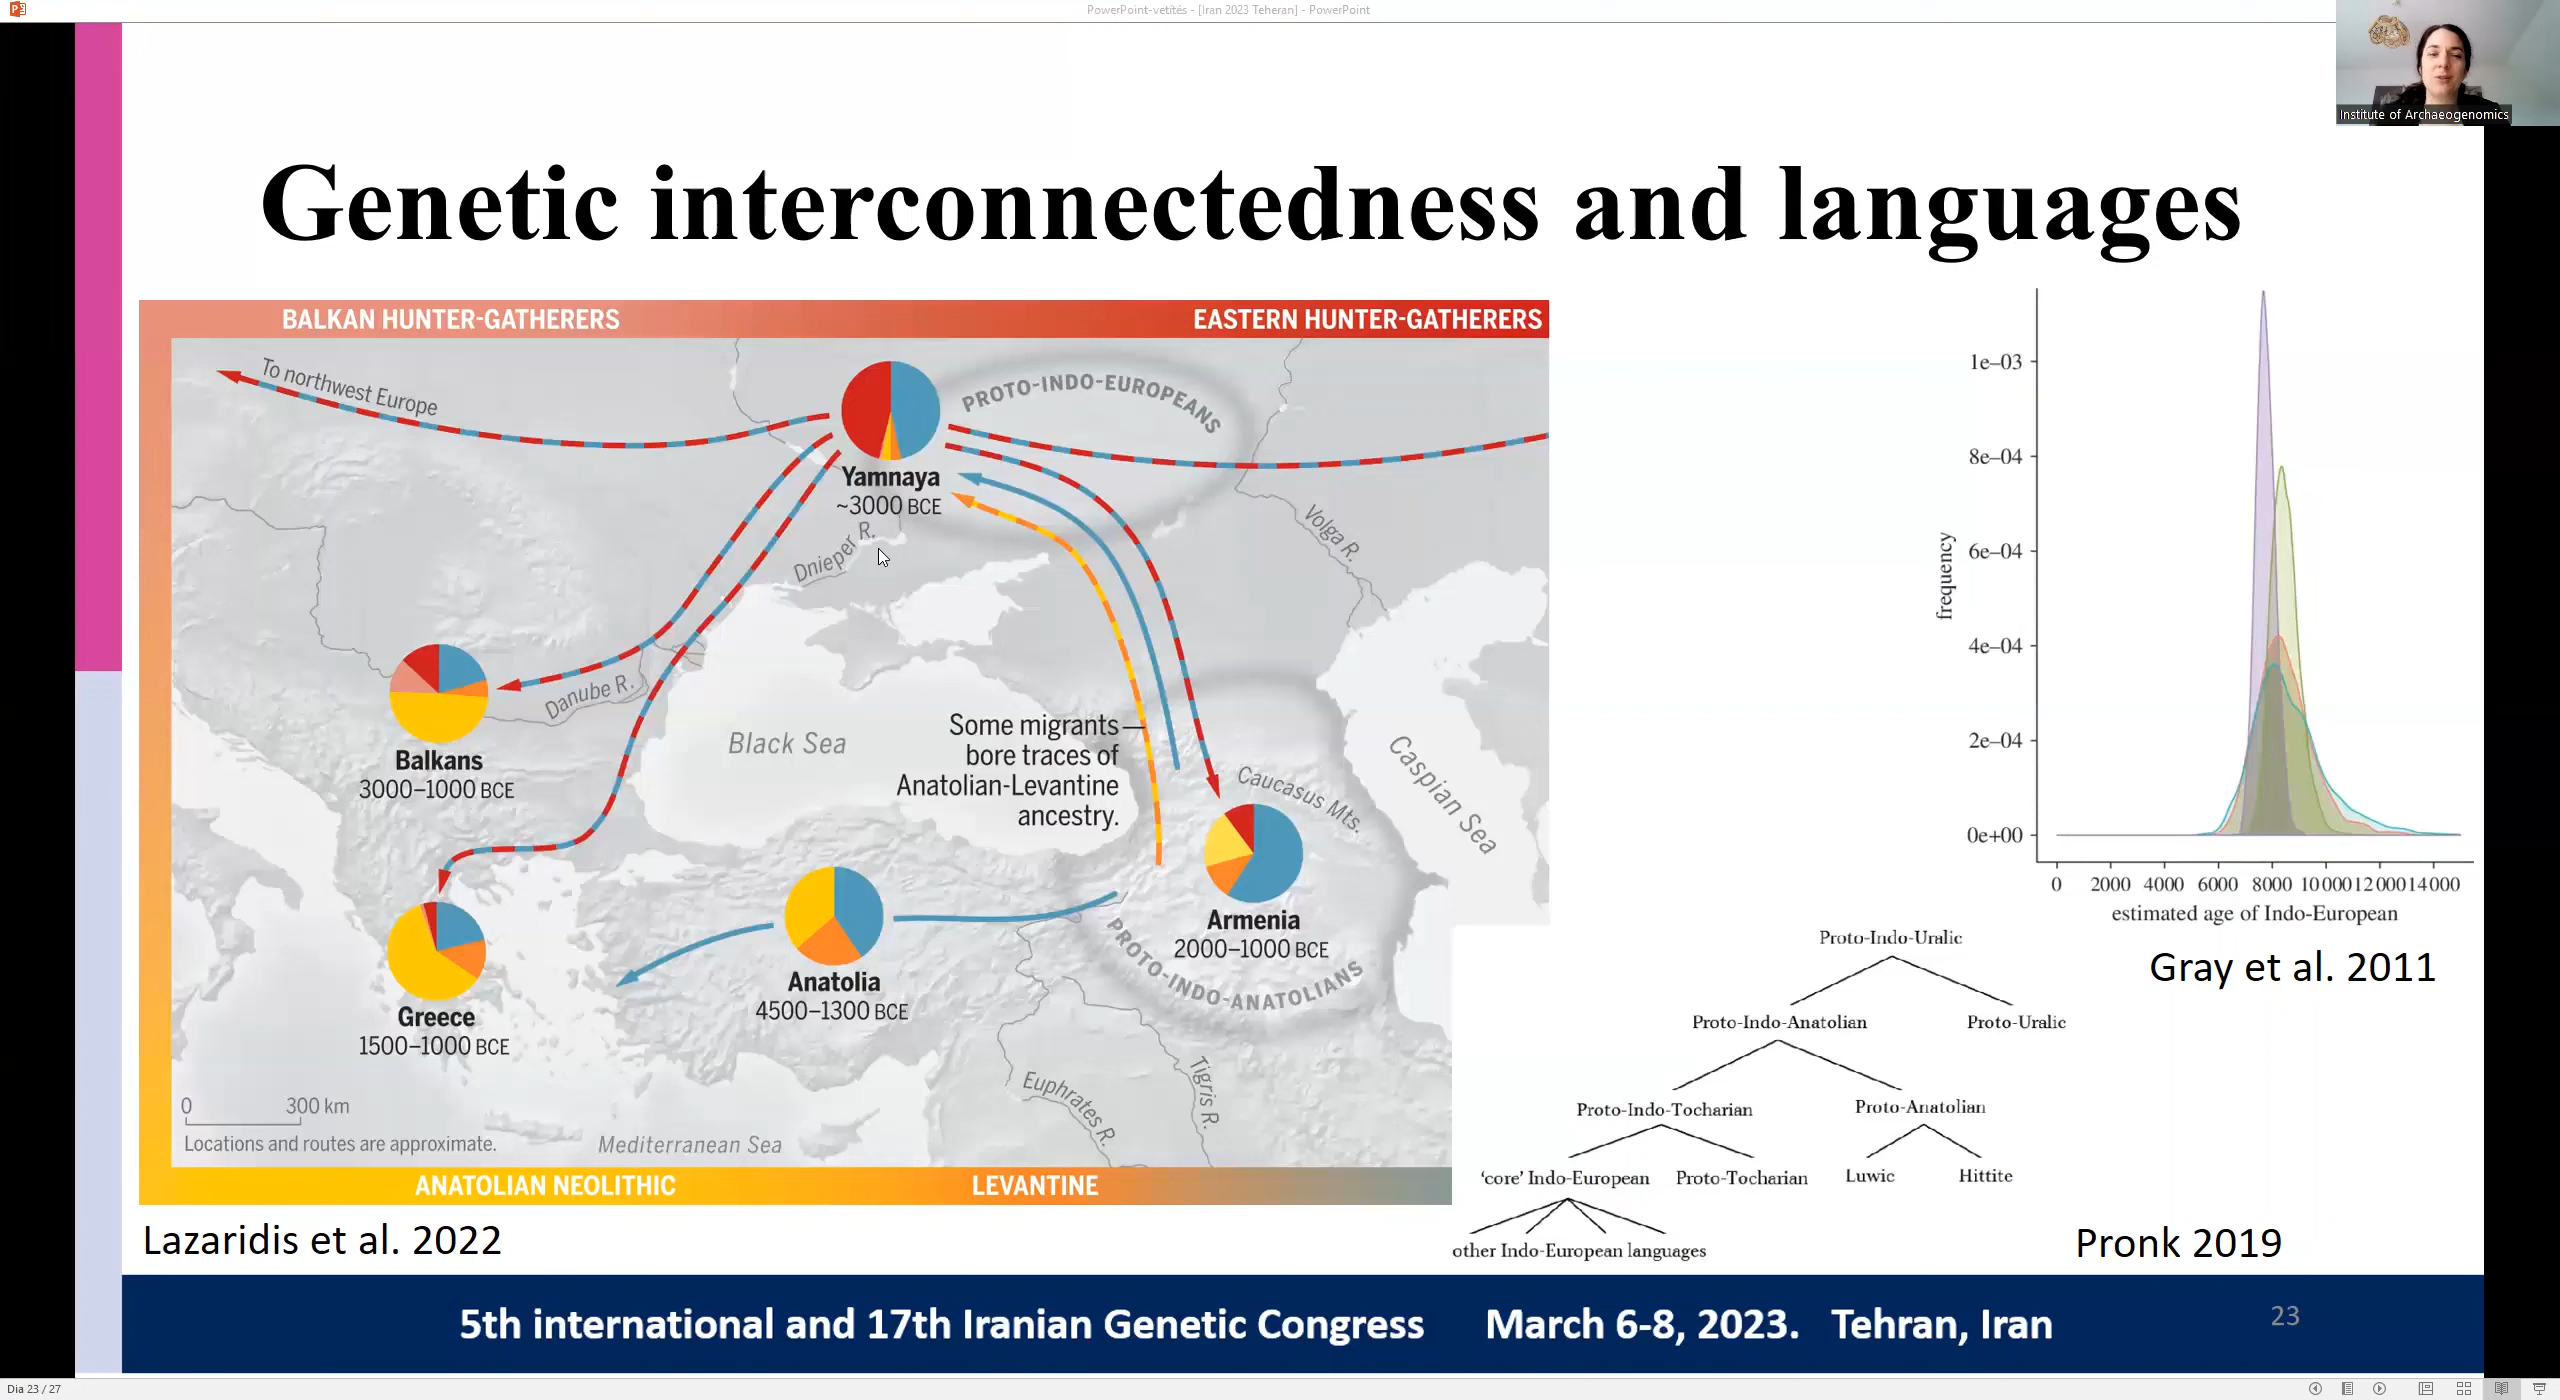 PowerPoint-vetítés - [Iran 2023 Teheran] - PowerPoint
Institute of Archaeogenomics
Genetic interconnectedness and languages
BALKAN HUNTER-GATHERERS
EASTERN HUNTER-GATHERERS
To northwest Europe
PROTO-INDO-EUROPEANS
Yamnaya
~3000 BCE
Dnieper R.
Volga R.
Balkans
3000–1000 BCE
Danube R.
Black Sea
Some migrants
bore traces of
Anatolian-Levantine
ancestry.
Caucasus Mts.
Caspian Sea
Armenia
2000–1000 BCE
PROTO-INDO-ANATOLIANS
Anatolia
4500–1300 BCE
Greece
1500–1000 BCE
Euphrates R.
Tigris R.
0 300 km
Locations and routes are approximate.
Mediterranean Sea
ANATOLIAN NEOLITHIC
LEVANTINE
Lazaridis et al. 2022
frequency
1e–03
8e–04
6e–04
4e–04
2e–04
0e+00
0 2000 4000 6000 8000 10000 12000 14000
estimated age of Indo-European
Gray et al. 2011
Proto-Indo-Uralic
Proto-Indo-Anatolian Proto-Uralic
Proto-Indo-Tocharian Proto-Anatolian
‘core’ Indo-European Proto-Tocharian Luwic Hittite
other Indo-European languages
Pronk 2019
5th international and 17th Iranian Genetic Congress March 6-8, 2023. Tehran, Iran
23
Dia 23 / 27